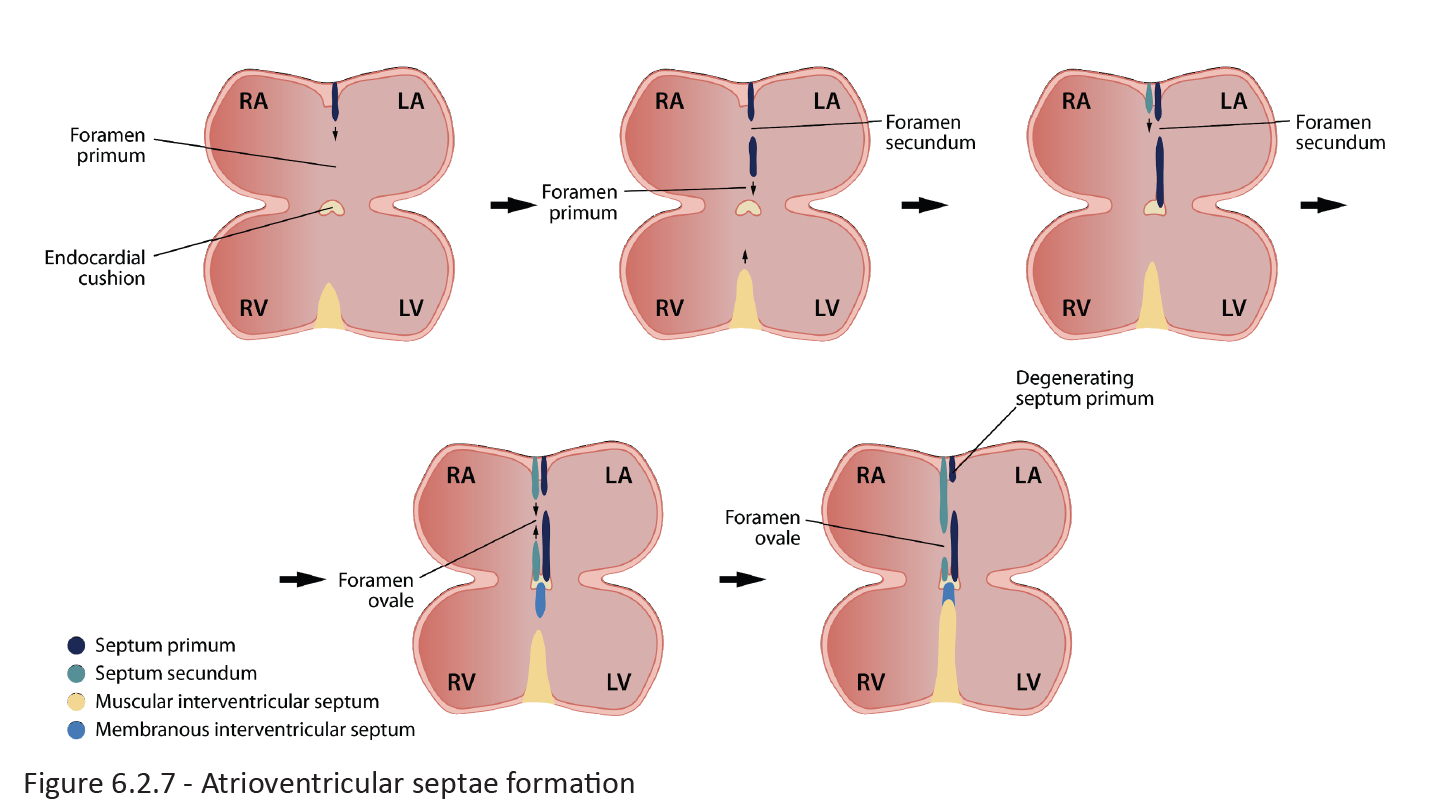 RA
LA
Foramen
primum
Endocardial
cushion
RV
LV
RA
LA
Foramen
secundum
Foramen
primum
RV
LV
RA
LA
Foramen
secundum
RV
LV
RA
LA
Foramen
ovale
RV
LV
Degenerating
septum primum
RA
LA
Foramen
ovale
RV
LV
Septum primum
Septum secundum
Muscular interventricular septum
Membranous interventricular septum
Figure 6.2.7 - Atrioventricular septae formation